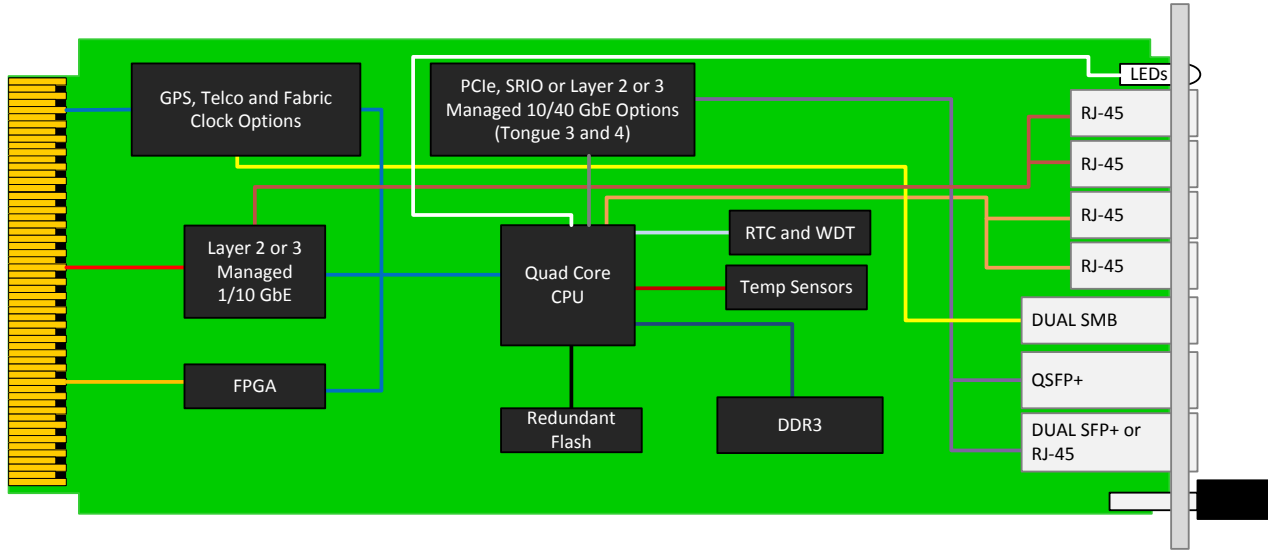 GPS, Telco and Fabric
Clock Options
PCIe, SRIO or Layer 2 or 3
Managed 10/40 GbE Options
(Tongue 3 and 4)
LEDs
RJ-45
RJ-45
RJ-45
RJ-45
Layer 2 or 3
Managed
1/10 GbE
Quad Core
CPU
RTC and WDT
Temp Sensors
DUAL SMB
FPGA
QSFP+
Redundant
Flash
DDR3
DUAL SFP+ or
RJ-45